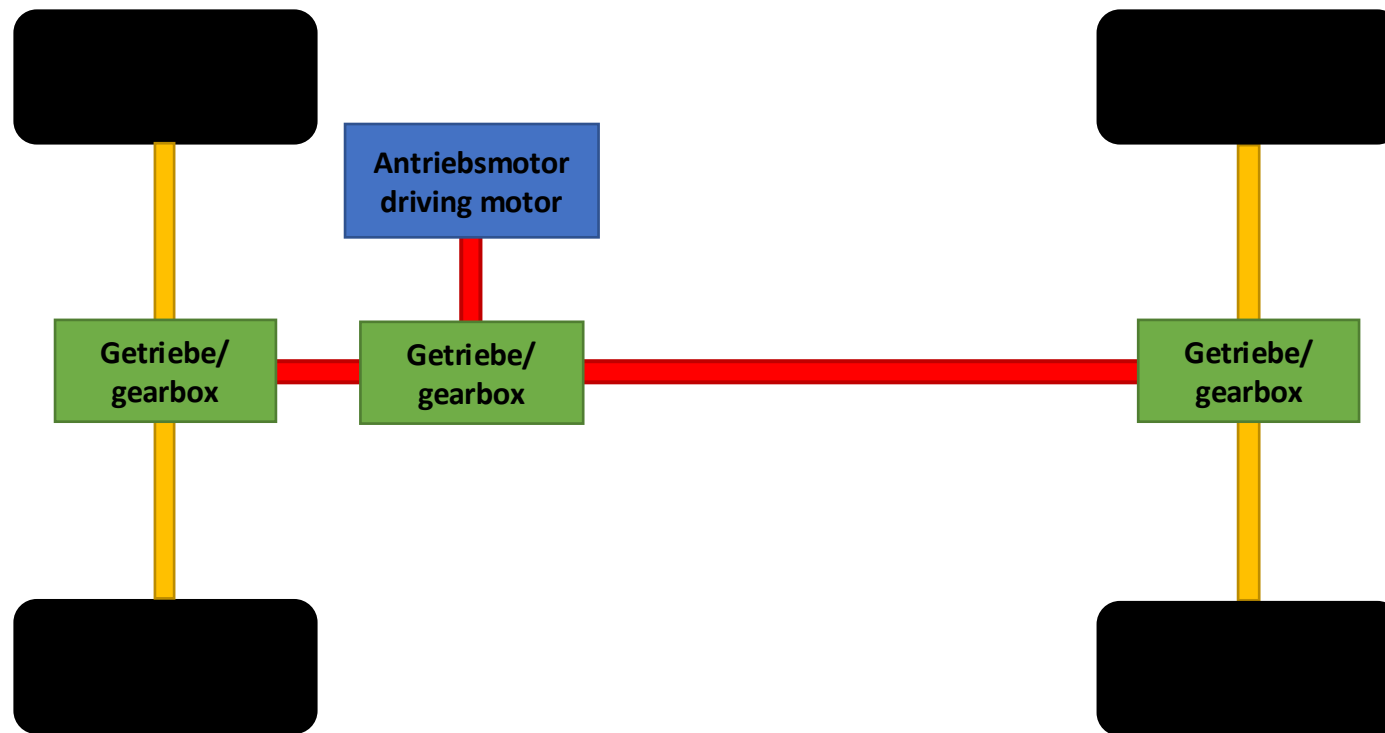 Antriebsmotor
driving motor
Getriebe/
gearbox
Getriebe/
gearbox
Getriebe/
gearbox